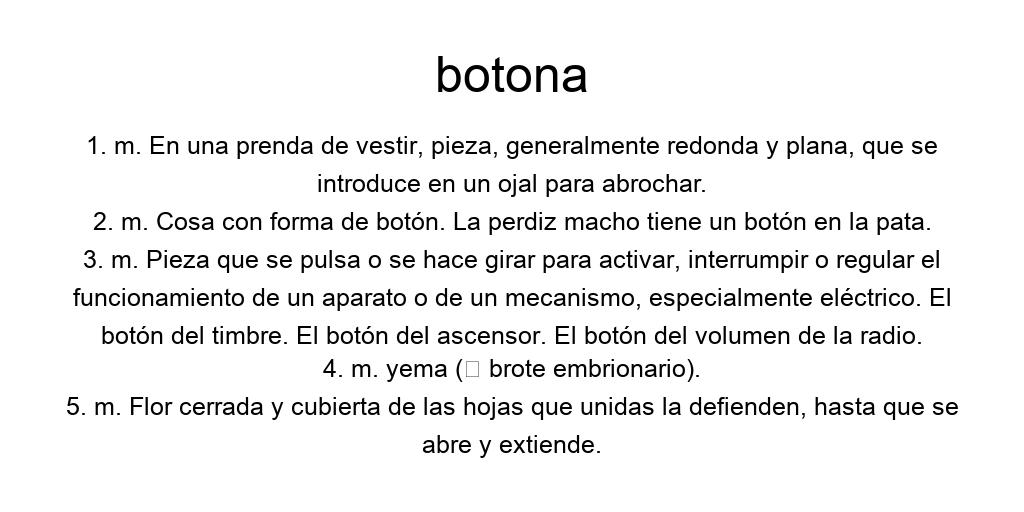 botona
1. m. En una prenda de vestir, pieza, generalmente redonda y plana, que se
introduce en un ojal para abrochar.
2. m. Cosa con forma de botón. La perdiz macho tiene un botón en la pata.
3. m. Pieza que se pulsa o se hace girar para activar, interrumpir o regular el
funcionamiento de un aparato o de un mecanismo, especialmente eléctrico. El
botón del timbre. El botón del ascensor. El botón del volumen de la radio.
4. m. yema (□ brote embrionario).
5. m. Flor cerrada y cubierta de las hojas que unidas la defienden, hasta que se
abre y extiende.